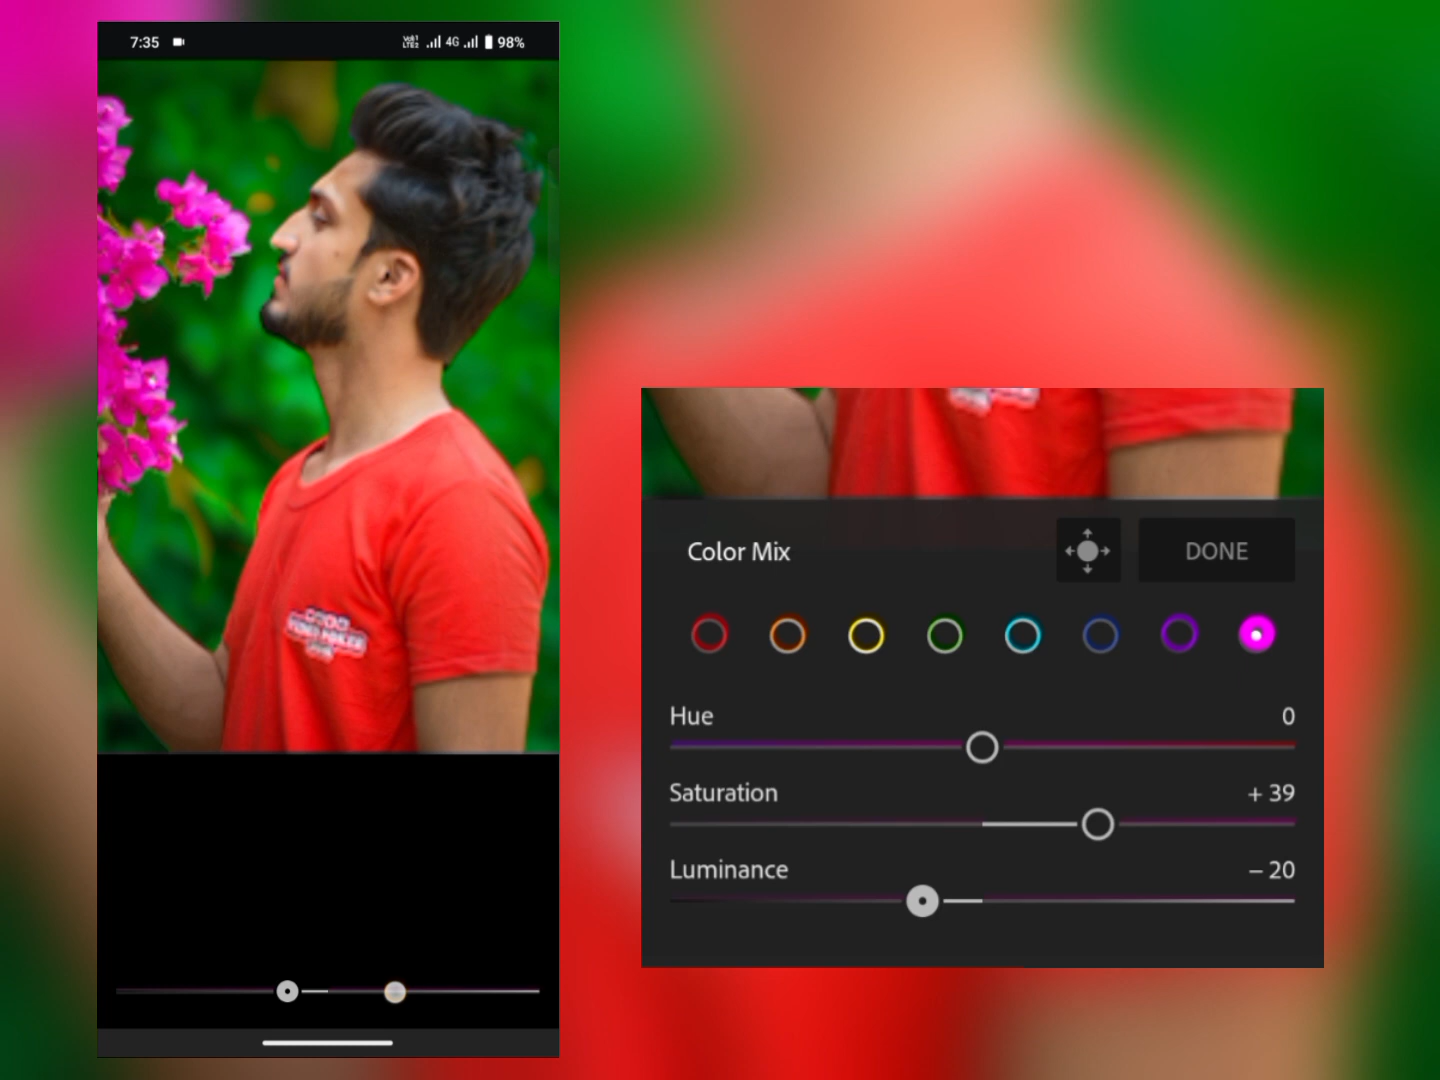 7:35 4G 98%
Color Mix DONE
Hue 0
Saturation + 39
Luminance – 20